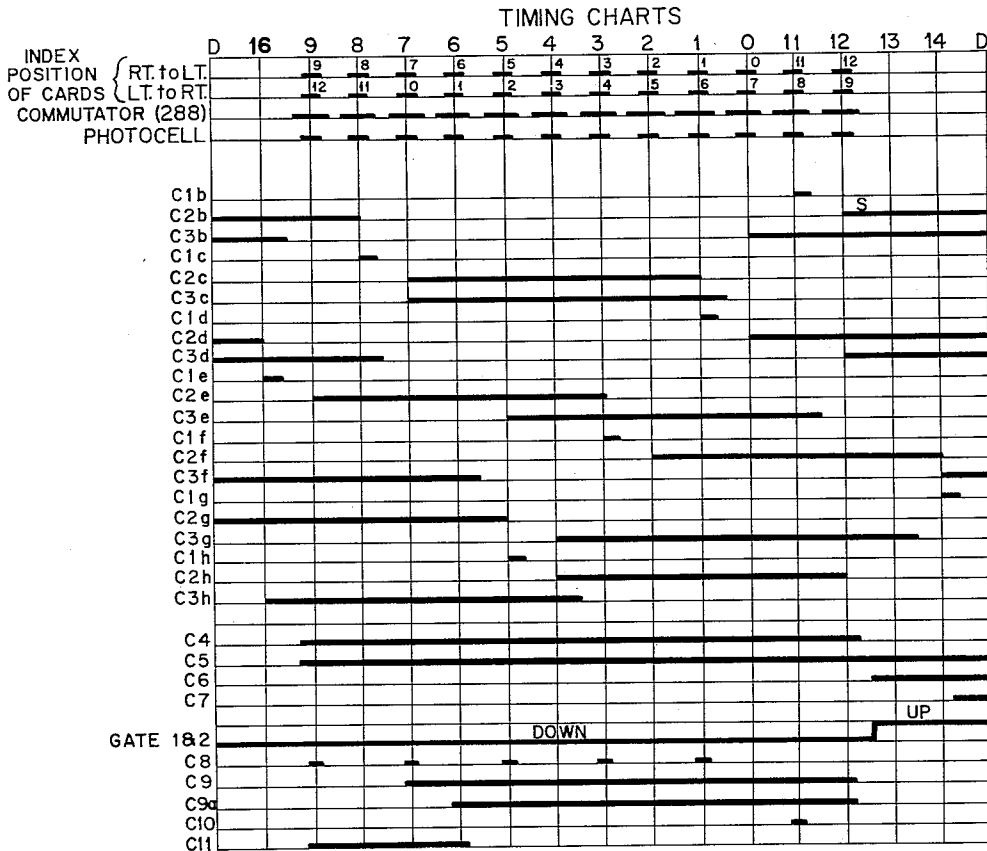 TIMING CHARTS
D 16 9 8 7 6 5 4 3 2 1 0 11 12 13 14 D
INDEX
POSITION
OF CARDS
RT. to LT. 9 8 7 6 5 4 3 2 1 0 11 12
LT. to RT. 12 11 0 1 2 3 4 5 6 7 8 9
COMMUTATOR (288)
PHOTOCELL
C1b
C2b S
C3b
C1c
C2c
C3c
C1d
C2d
C3d
C1e
C2e
C3e
C1f
C2f
C3f
C1g
C2g
C3g
C1h
C2h
C3h
C4
C5
C6
C7
UP
GATE 1&2 DOWN
C8
C9
C9a
C10
C11